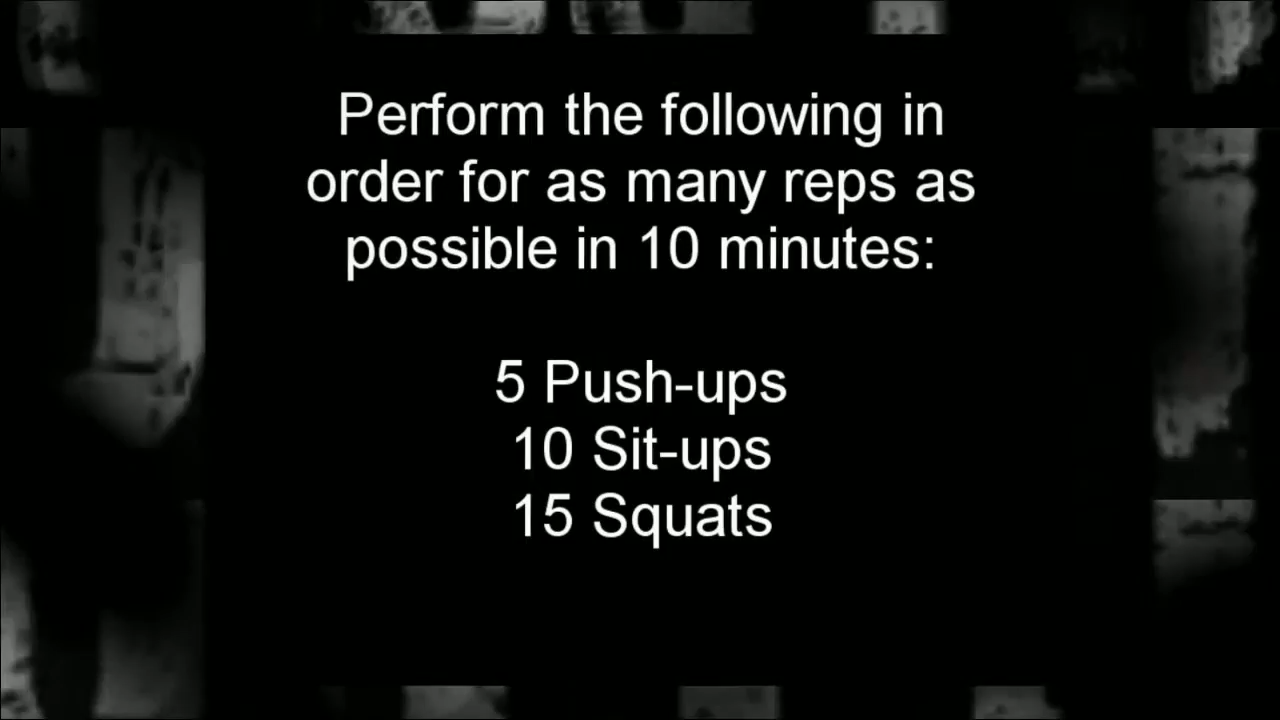 Perform the following in
order for as many reps as
possible in 10 minutes:
5 Push-ups
10 Sit-ups
15 Squats